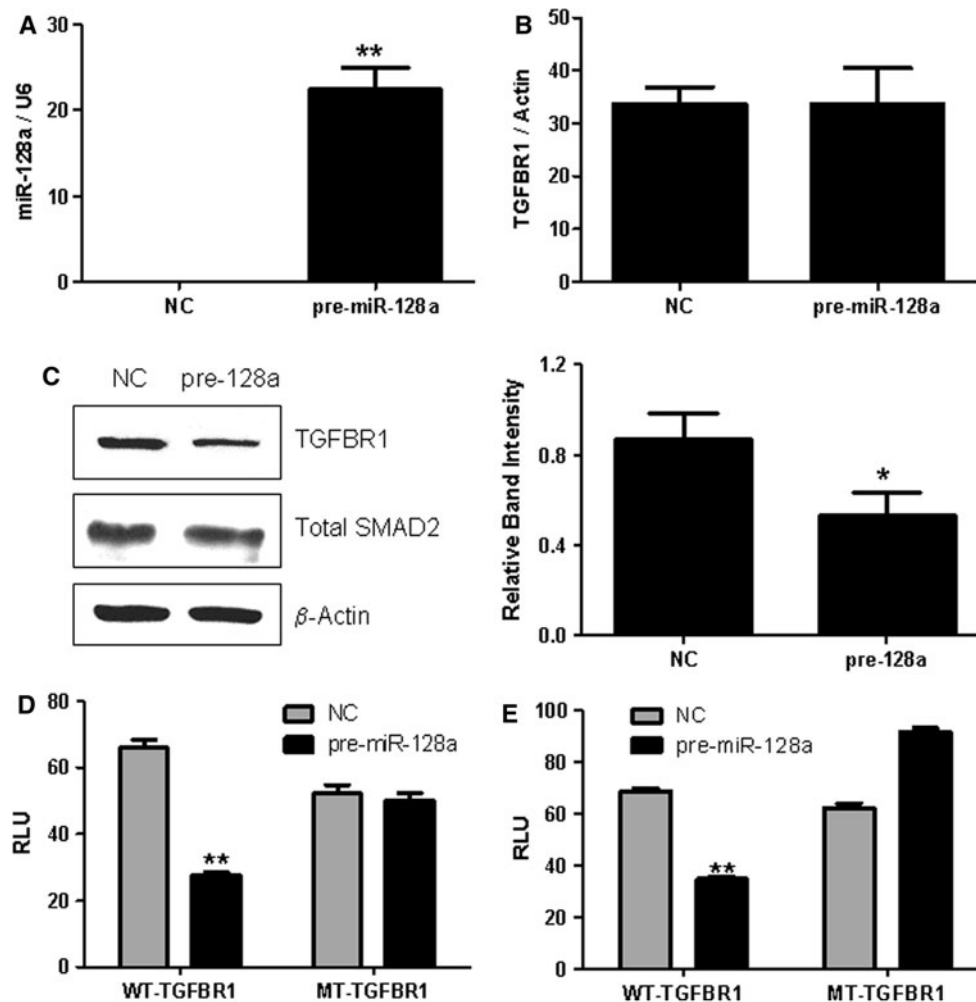 A
miR-128a / U6
30
20
10
0
**
NC
pre-miR-128a
B
TGFBR1 / Actin
50
40
30
20
10
0
NC
pre-miR-128a
C
NC pre-128a
TGFBR1
Total SMAD2
β-Actin
Relative Band Intensity
1.2
0.8
0.4
0.0
*
NC
pre-128a
D
RLU
80
60
40
20
0
NC
pre-miR-128a
**
WT-TGFBR1
MT-TGFBR1
E
RLU
100
80
60
40
20
0
NC
pre-miR-128a
**
WT-TGFBR1
MT-TGFBR1